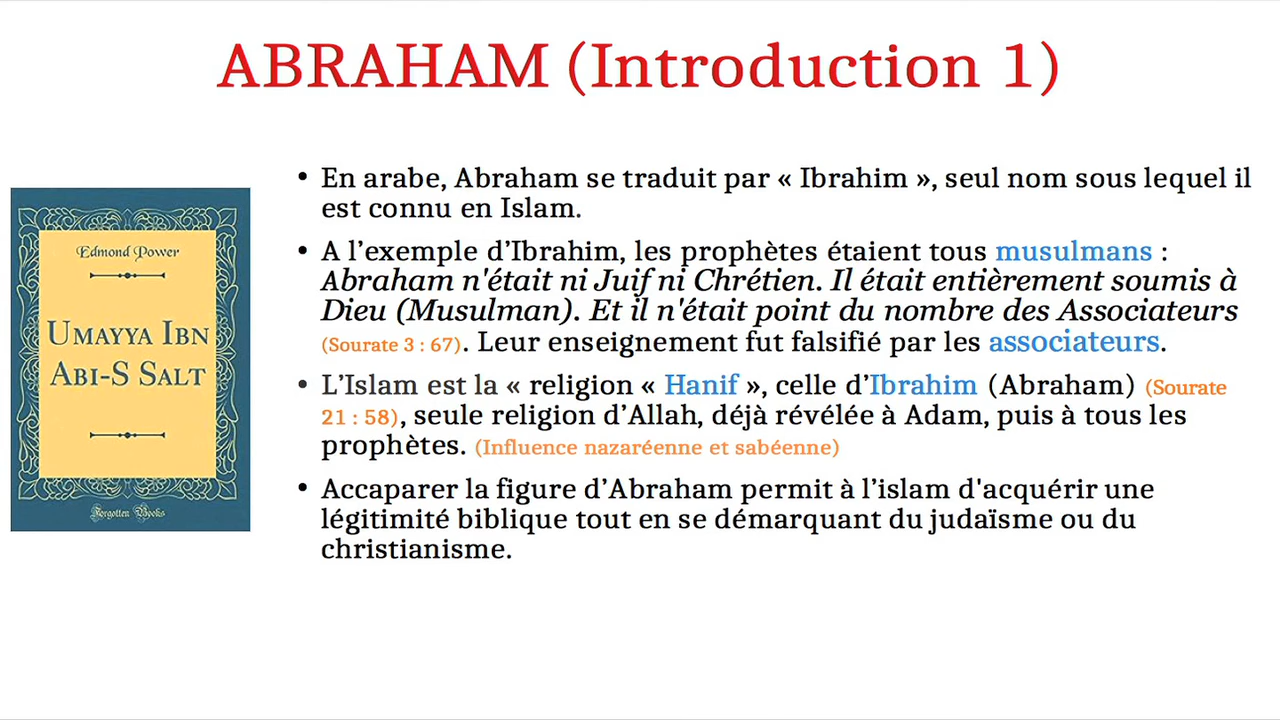 ABRAHAM (Introduction 1)
Edmond Power
UMAYYA IBN
ABI-S SALT
Forgotten Books
• En arabe, Abraham se traduit par « Ibrahim », seul nom sous lequel il
est connu en Islam.
• A l’exemple d’Ibrahim, les prophètes étaient tous musulmans :
Abraham n'était ni Juif ni Chrétien. Il était entièrement soumis à
Dieu (Musulman). Et il n'était point du nombre des Associateurs
(Sourate 3 : 67). Leur enseignement fut falsifié par les associateurs.
• L’Islam est la « religion « Hanif », celle d’Ibrahim (Abraham) (Sourate
21 : 58), seule religion d’Allah, déjà révélée à Adam, puis à tous les
prophètes. (Influence nazaréenne et sabéenne)
• Accaparer la figure d’Abraham permit à l’islam d'acquérir une
légitimité biblique tout en se démarquant du judaïsme ou du
christianisme.